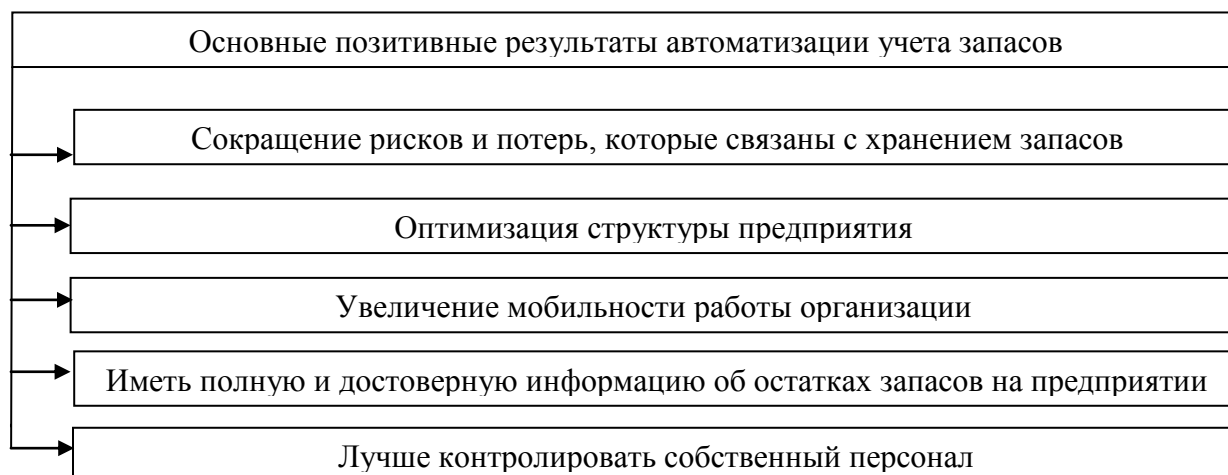 Основные позитивные результаты автоматизации учета запасов
Сокращение рисков и потерь, которые связаны с хранением запасов
Оптимизация структуры предприятия
Увеличение мобильности работы организации
Иметь полную и достоверную информацию об остатках запасов на предприятии
Лучше контролировать собственный персонал